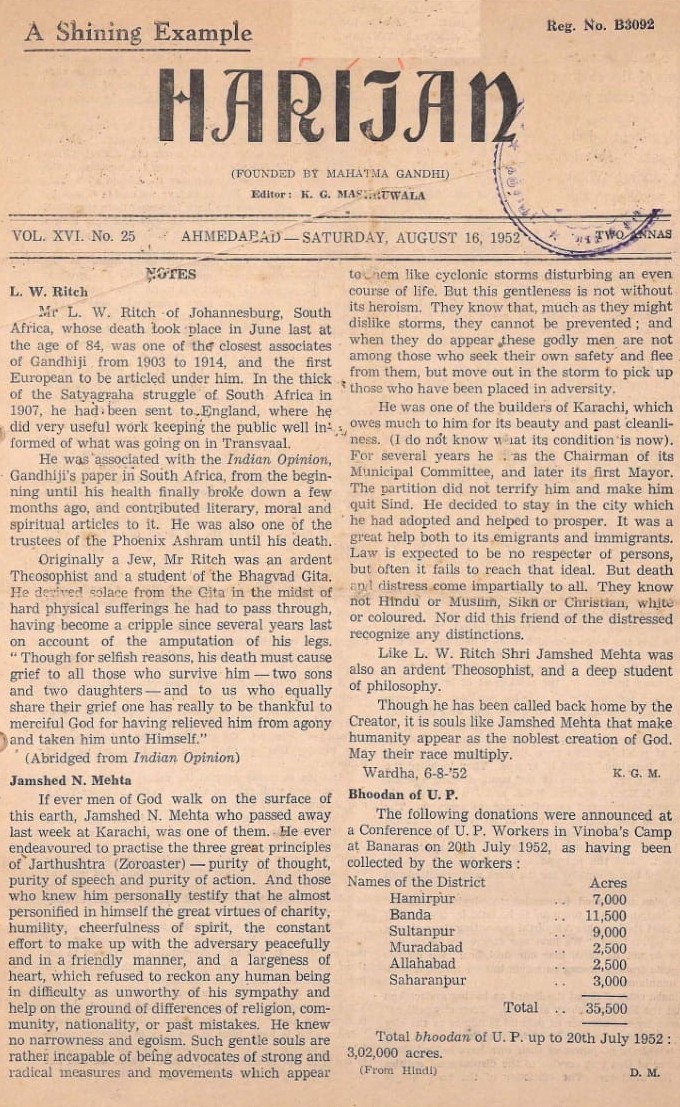 A Shining Example
Reg. No. B3092
HARIJAN
(FOUNDED BY MAHATMA GANDHI)
Editor: K. G. MASHRUWALA
VOL. XVI. No. 25 AHMEDABAD — SATURDAY, AUGUST 16, 1952 TWO ANNAS
NOTES
L. W. Ritch
Mr L. W. Ritch of Johannesburg, South
Africa, whose death took place in June last at
the age of 84, was one of the closest associates
of Gandhiji from 1903 to 1914, and the first
European to be articled under him. In the thick
of the Satyagraha struggle of South Africa in
1907, he had been sent to England, where he
did very useful work keeping the public well in-
formed of what was going on in Transvaal.
He was associated with the Indian Opinion,
Gandhiji's paper in South Africa, from the begin-
ning until his health finally broke down a few
months ago, and contributed literary, moral and
spiritual articles to it. He was also one of the
trustees of the Phoenix Ashram until his death.
Originally a Jew, Mr Ritch was an ardent
Theosophist and a student of the Bhagvad Gita.
He derived solace from the Gita in the midst of
hard physical sufferings he had to pass through,
having become a cripple since several years last
on account of the amputation of his legs.
" Though for selfish reasons, his death must cause
grief to all those who survive him — two sons
and two daughters — and to us who equally
share their grief one has really to be thankful to
merciful God for having relieved him from agony
and taken him unto Himself."
(Abridged from Indian Opinion)
Jamshed N. Mehta
If ever men of God walk on the surface of
this earth, Jamshed N. Mehta who passed away
last week at Karachi, was one of them. He ever
endeavoured to practise the three great principles
of Jarthushtra (Zoroaster) — purity of thought,
purity of speech and purity of action. And those
who knew him personally testify that he almost
personified in himself the great virtues of charity,
humility, cheerfulness of spirit, the constant
effort to make up with the adversary peacefully
and in a friendly manner, and a largeness of
heart, which refused to reckon any human being
in difficulty as unworthy of his sympathy and
help on the ground of differences of religion, com-
munity, nationality, or past mistakes. He knew
no narrowness and egoism. Such gentle souls are
rather incapable of being advocates of strong and
radical measures and movements which appear
to them like cyclonic storms disturbing an even
course of life. But this gentleness is not without
its heroism. They know that, much as they might
dislike storms, they cannot be prevented ; and
when they do appear these godly men are not
among those who seek their own safety and flee
from them, but move out in the storm to pick up
those who have been placed in adversity.
He was one of the builders of Karachi, which
owes much to him for its beauty and past cleanli-
ness. (I do not know what its condition is now).
For several years he was the Chairman of its
Municipal Committee, and later its first Mayor.
The partition did not terrify him and make him
quit Sind. He decided to stay in the city which
he had adopted and helped to prosper. It was a
great help both to its emigrants and immigrants.
Law is expected to be no respecter of persons,
but often it fails to reach that ideal. But death
and distress come impartially to all. They know
not Hindu or Muslim, Sikh or Christian, white
or coloured. Nor did this friend of the distressed
recognize any distinctions.
Like L. W. Ritch Shri Jamshed Mehta was
also an ardent Theosophist, and a deep student
of philosophy.
Though he has been called back home by the
Creator, it is souls like Jamshed Mehta that make
humanity appear as the noblest creation of God.
May their race multiply.
Wardha, 6-8-'52 K. G. M.
Bhoodan of U. P.
The following donations were announced at
a Conference of U. P. Workers in Vinoba's Camp
at Banaras on 20th July 1952, as having been
collected by the workers :
Names of the District Acres
Hamirpur .. 7,000
Banda .. 11,500
Sultanpur .. 9,000
Muradabad .. 2,500
Allahabad .. 2,500
Saharanpur .. 3,000
Total .. 35,500
Total bhoodan of U. P. up to 20th July 1952 :
3,02,000 acres.
(From Hindi) D. M.